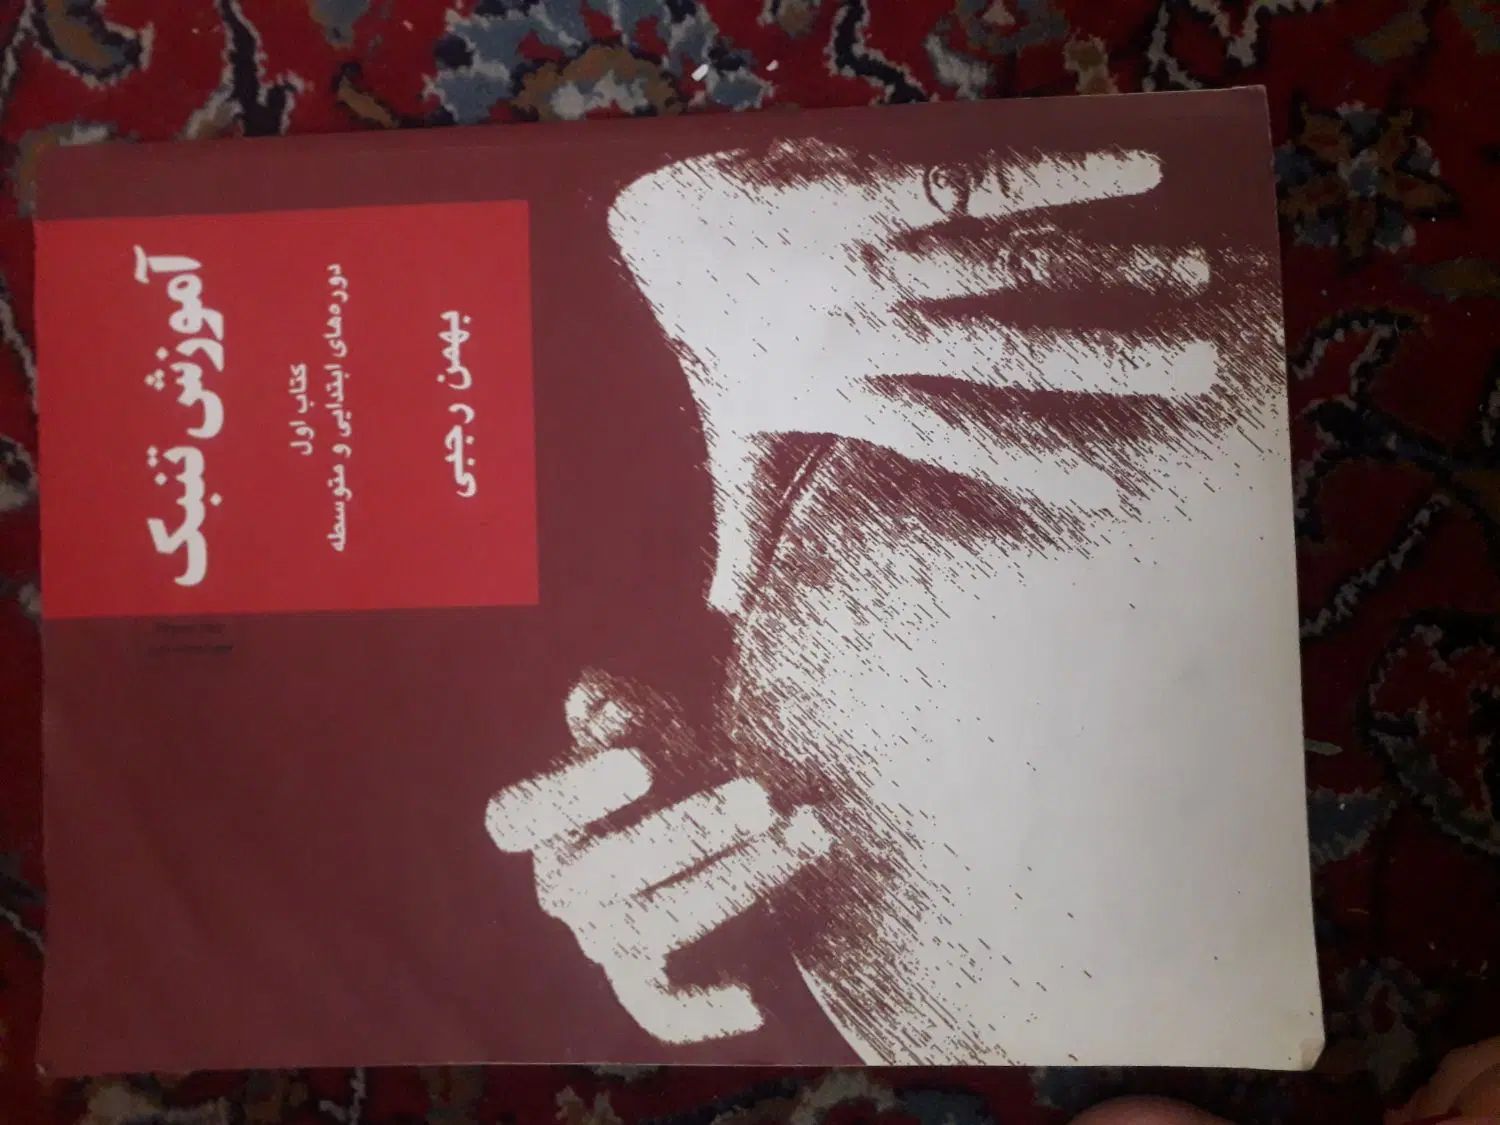 آموزش تنبک
کتاب اول
دوره‌های ابتدایی و متوسطه
بهمن رجبی